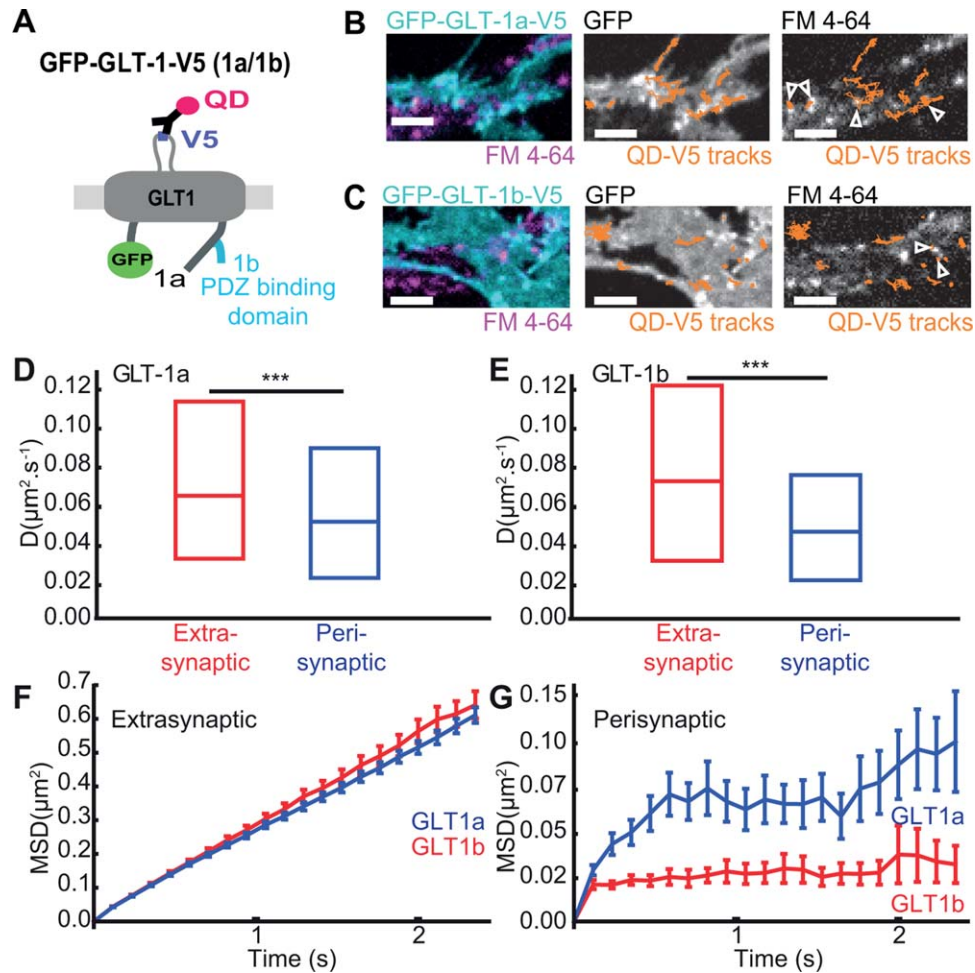 A
GFP-GLT-1-V5 (1a/1b)
QD
V5
GLT1
GFP
1a
1b
PDZ binding
domain
B
GFP-GLT-1a-V5
GFP
FM 4-64
FM 4-64
QD-V5 tracks
QD-V5 tracks
C
GFP-GLT-1b-V5
GFP
FM 4-64
FM 4-64
QD-V5 tracks
QD-V5 tracks
D
GLT-1a
***
D(µm².s⁻¹)
0.12
0.10
0.08
0.06
0.04
0.02
0.00
Extra-
synaptic
Peri-
synaptic
E
GLT-1b
***
D(µm².s⁻¹)
0.12
0.10
0.08
0.06
0.04
0.02
0.00
Extra-
synaptic
Peri-
synaptic
F
Extrasynaptic
MSD(µm²)
0.7
0.6
0.5
0.4
0.3
0.2
0.1
0.0
GLT1a
GLT1b
1
2
Time (s)
G
Perisynaptic
MSD(µm²)
0.15
0.10
0.05
0.00
GLT1a
GLT1b
1
2
Time (s)